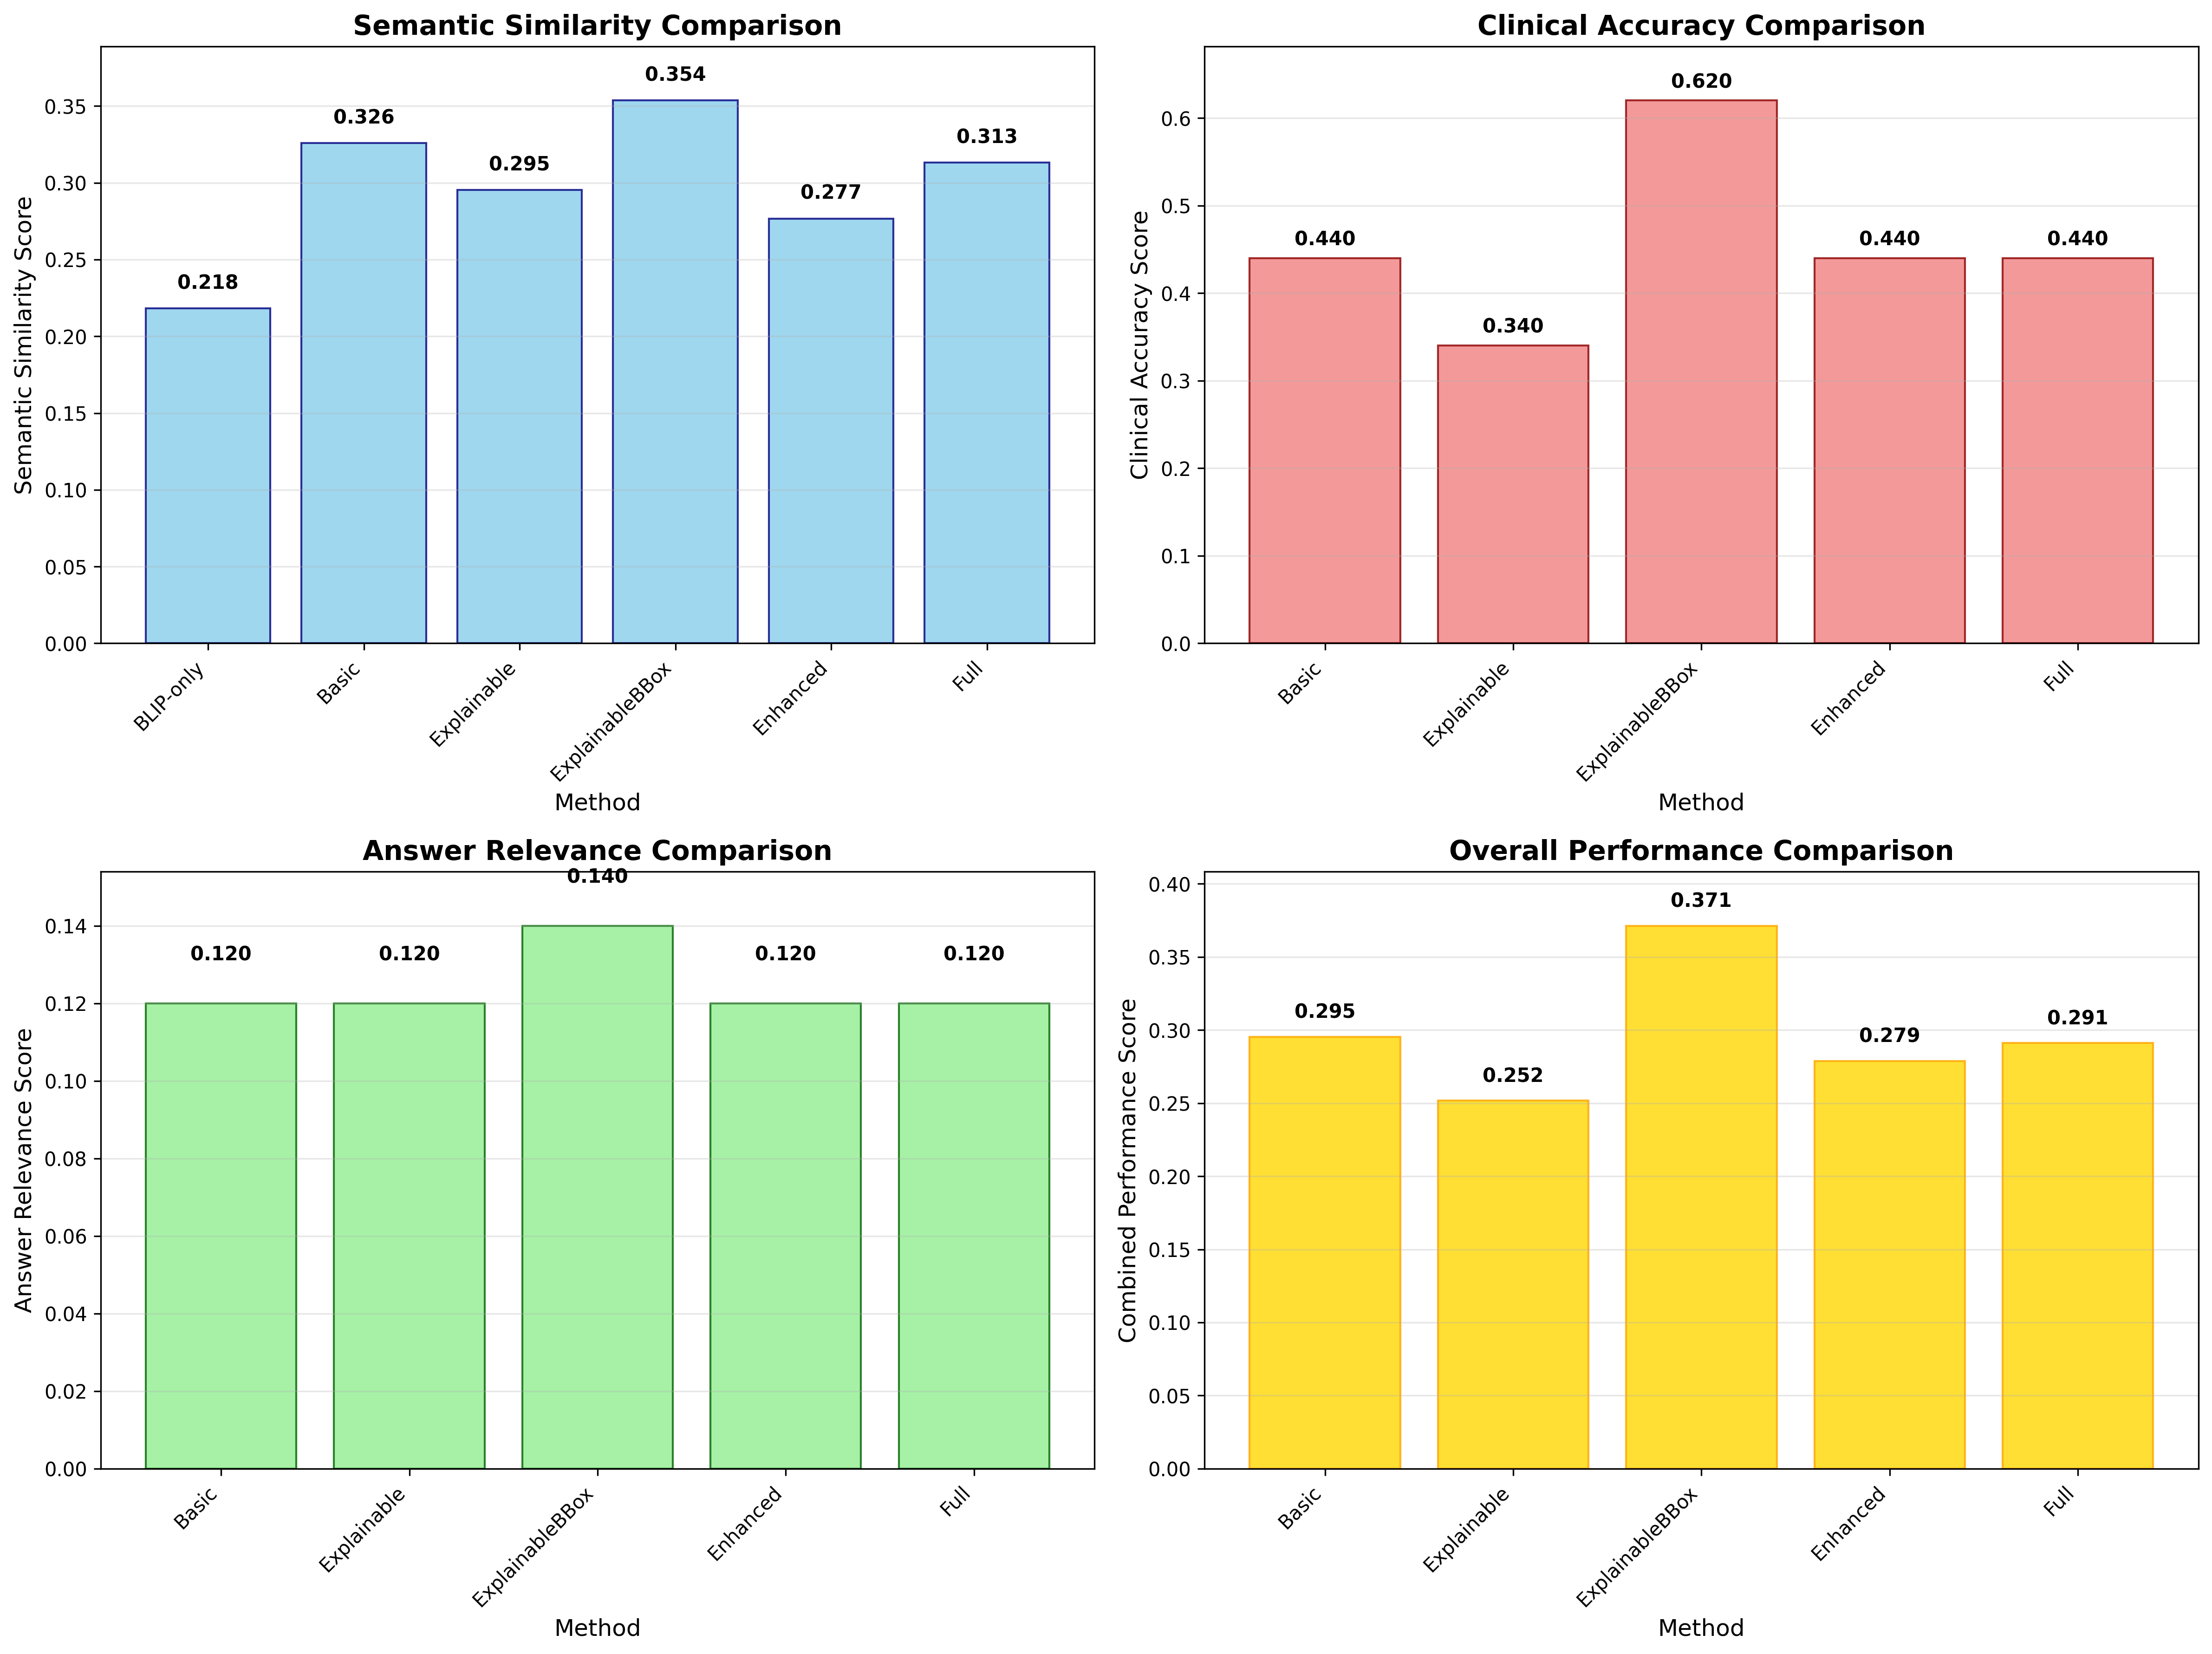 Semantic Similarity Comparison
Semantic Similarity Score
0.35
0.30
0.25
0.20
0.15
0.10
0.05
0.00
0.218
0.326
0.295
0.354
0.277
0.313
BLIP-only
Basic
Explainable
ExplainableBBox
Enhanced
Full
Method
Clinical Accuracy Comparison
Clinical Accuracy Score
0.6
0.5
0.4
0.3
0.2
0.1
0.0
0.440
0.340
0.620
0.440
0.440
Basic
Explainable
ExplainableBBox
Enhanced
Full
Method
Answer Relevance Comparison
Answer Relevance Score
0.14
0.12
0.10
0.08
0.06
0.04
0.02
0.00
0.120
0.120
0.140
0.120
0.120
Basic
Explainable
ExplainableBBox
Enhanced
Full
Method
Overall Performance Comparison
Combined Performance Score
0.40
0.35
0.30
0.25
0.20
0.15
0.10
0.05
0.00
0.295
0.252
0.371
0.279
0.291
Basic
Explainable
ExplainableBBox
Enhanced
Full
Method